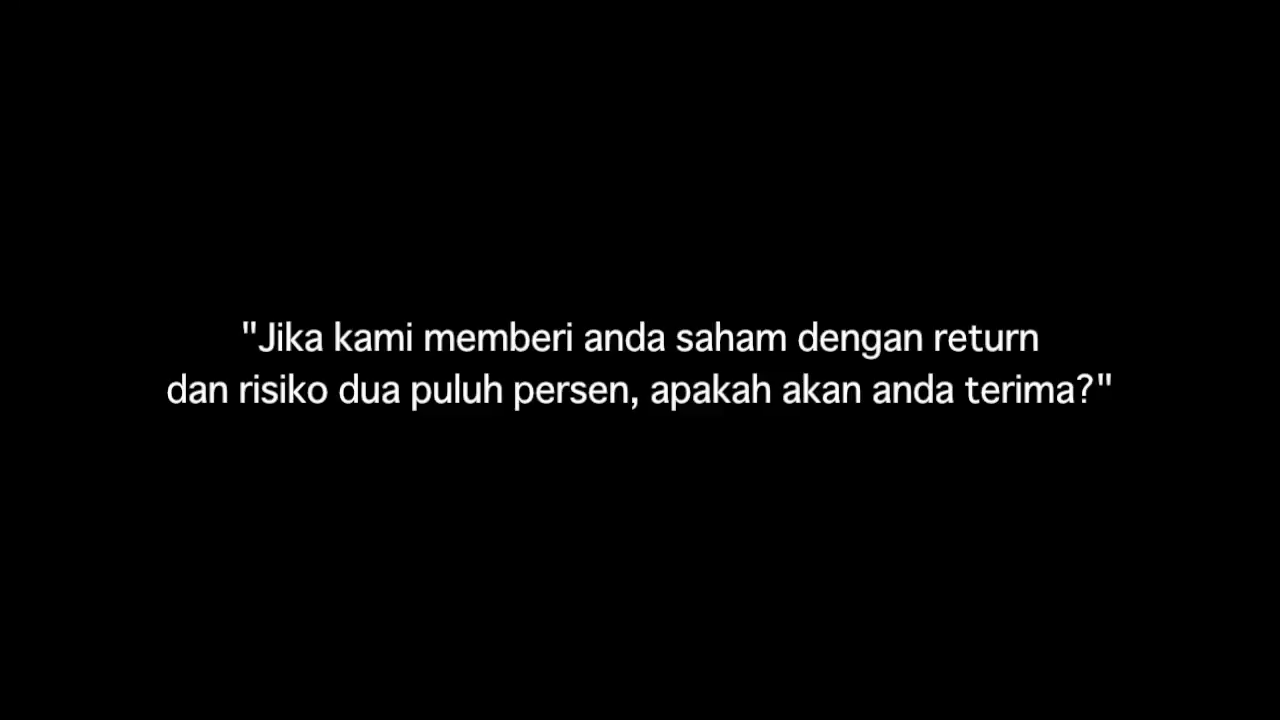 "Jika kami memberi anda saham dengan return
dan risiko dua puluh persen, apakah akan anda terima?"